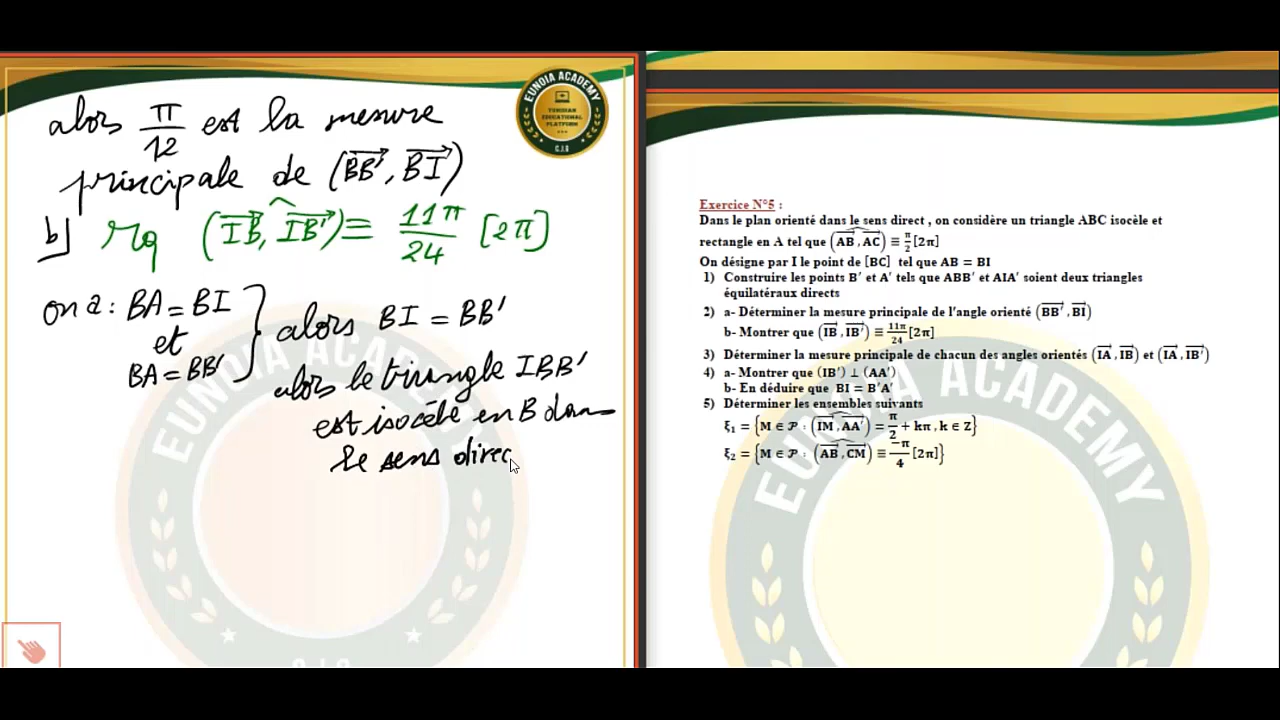 alors π/12 est la mesure
principale de (BB', BI)
b) Mq (IB, IB') ≡ 11π/24 [2π]
on a : BA = BI
et
BA = BB'
alors BI = BB'
alors le triangle IBB'
est isocèle en B dans
le sens direc
EUNOIA ACADEMY
TUNISIAN
EDUCATIONAL
PLATFORM
C.I.S
Exercice N°5 :
Dans le plan orienté dans le sens direct , on considère un triangle ABC isocèle et
rectangle en A tel que (AB , AC) ≡ π/2 [2π]
On désigne par I le point de [BC] tel que AB = BI
1) Construire les points B' et A' tels que ABB' et AIA' soient deux triangles
équilatéraux directs
2) a- Déterminer la mesure principale de l'angle orienté (BB', BI)
b- Montrer que (IB, IB') ≡ 11π/24 [2π]
3) Déterminer la mesure principale de chacun des angles orientés (IA , IB) et (IA, IB')
4) a- Montrer que (IB') ⊥ (AA')
b- En déduire que BI = B'A'
5) Déterminer les ensembles suivants
ξ₁ = {M ∈ 𝒫 : (IM, AA') = π/2 + kπ, k ∈ Z}
ξ₂ = {M ∈ 𝒫 : (AB , CM) ≡ −π/4 [2π]}